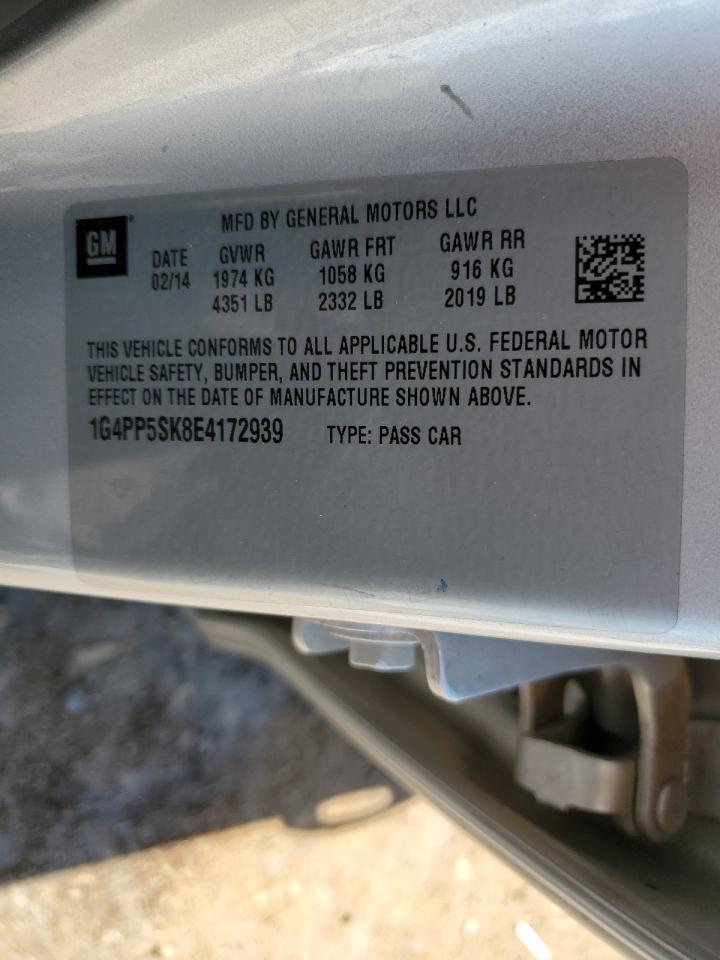 GM
MFD BY GENERAL MOTORS LLC
DATE GVWR GAWR FRT GAWR RR
02/14 1974 KG 1058 KG 916 KG
4351 LB 2332 LB 2019 LB
THIS VEHICLE CONFORMS TO ALL APPLICABLE U.S. FEDERAL MOTOR
VEHICLE SAFETY, BUMPER, AND THEFT PREVENTION STANDARDS IN
EFFECT ON THE DATE OF MANUFACTURE SHOWN ABOVE.
1G4PP5SK8E4172939 TYPE: PASS CAR